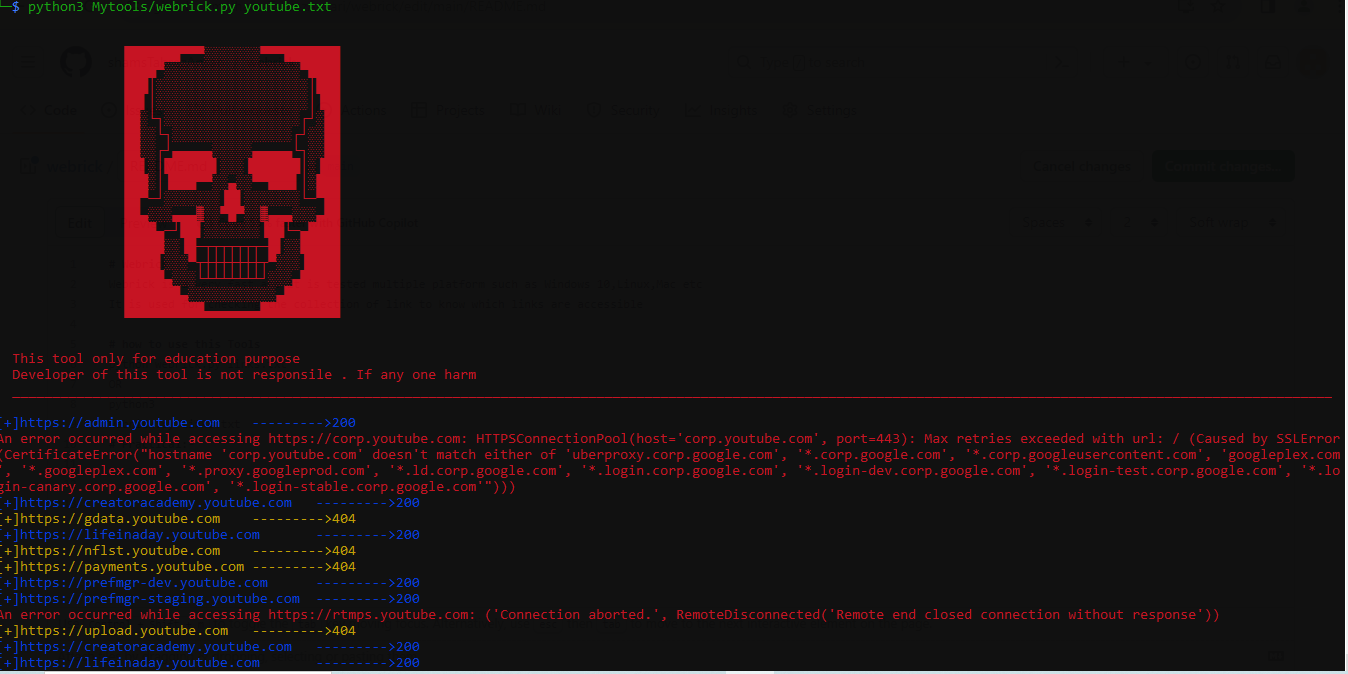 └─$ python3 Mytools/webrick.py youtube.txt
This tool only for education purpose
Developer of this tool is not responsile . If any one harm
[+]https://admin.youtube.com    --------->200
An error occurred while accessing https://corp.youtube.com: HTTPSConnectionPool(host='corp.youtube.com', port=443): Max retries exceeded with url: / (Caused by SSLError
(CertificateError("hostname 'corp.youtube.com' doesn't match either of 'uberproxy.corp.google.com', '*.corp.google.com', '*.corp.googleusercontent.com', 'googleplex.com
', '*.googleplex.com', '*.proxy.googleprod.com', '*.ld.corp.google.com', '*.login.corp.google.com', '*.login-dev.corp.google.com', '*.login-test.corp.google.com', '*.lo
gin-canary.corp.google.com', '*.login-stable.corp.google.com'")))
[+]https://creatoracademy.youtube.com   --------->200
[+]https://gdata.youtube.com    --------->404
[+]https://lifeinaday.youtube.com       --------->200
[+]https://nflst.youtube.com    --------->404
[+]https://payments.youtube.com --------->404
[+]https://prefmgr-dev.youtube.com      --------->200
[+]https://prefmgr-staging.youtube.com  --------->200
An error occurred while accessing https://rtmps.youtube.com: ('Connection aborted.', RemoteDisconnected('Remote end closed connection without response'))
[+]https://upload.youtube.com   --------->404
[+]https://creatoracademy.youtube.com   --------->200
[+]https://lifeinaday.youtube.com       --------->200